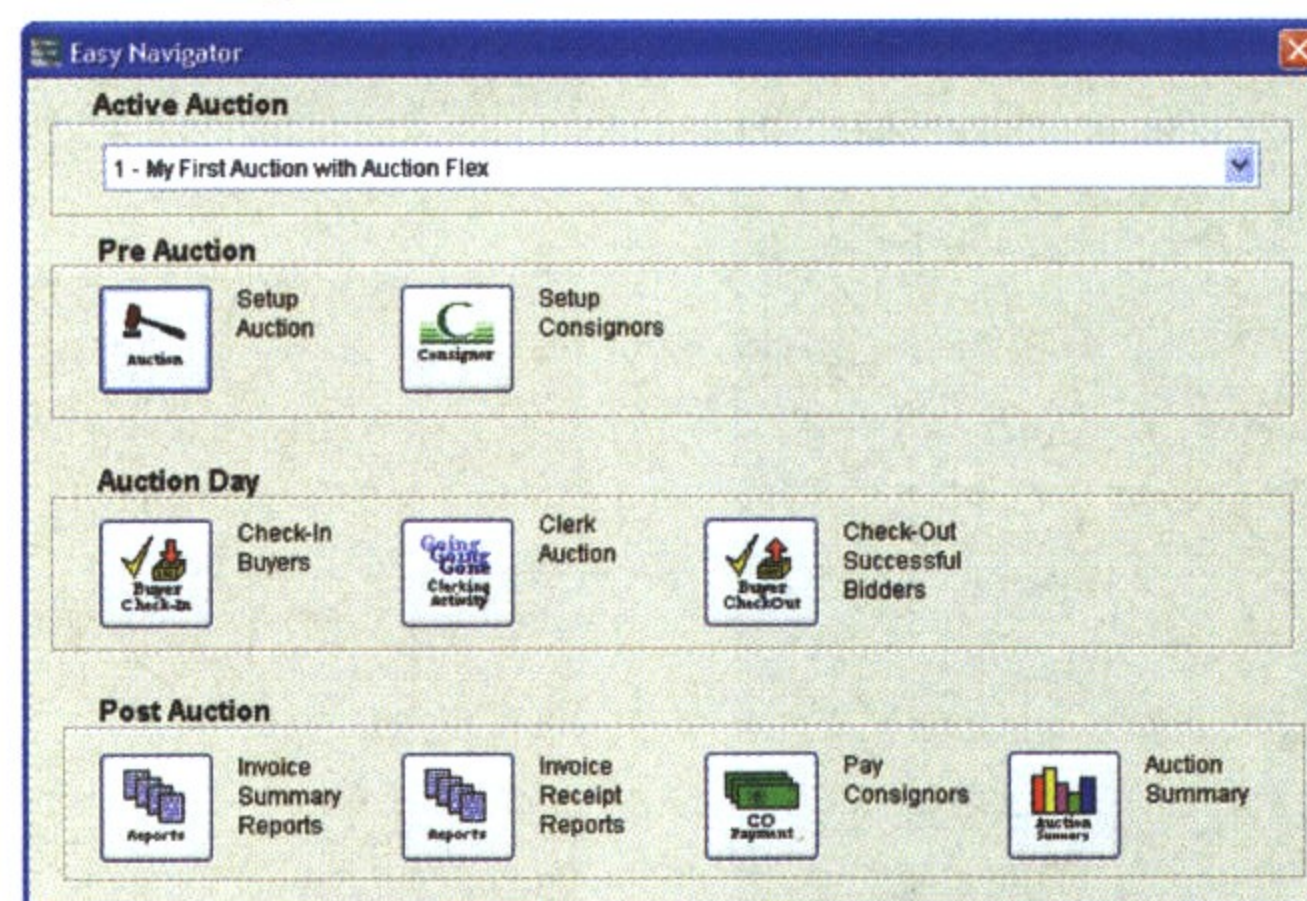 Easy Navigator
Active Auction
1 - My First Auction with Auction Flex
Pre Auction
Auction
Setup
Auction
Consignor
Setup
Consignors
Auction Day
Buyer
Check-In
Check-In
Buyers
Going
Going
Gone
Clerking
Activity
Clerk
Auction
Buyer
CheckOut
Check-Out
Successful
Bidders
Post Auction
Reports
Invoice
Summary
Reports
Reports
Invoice
Receipt
Reports
CO
Payment
Pay
Consignors
Auction
Summary
Auction
Summary